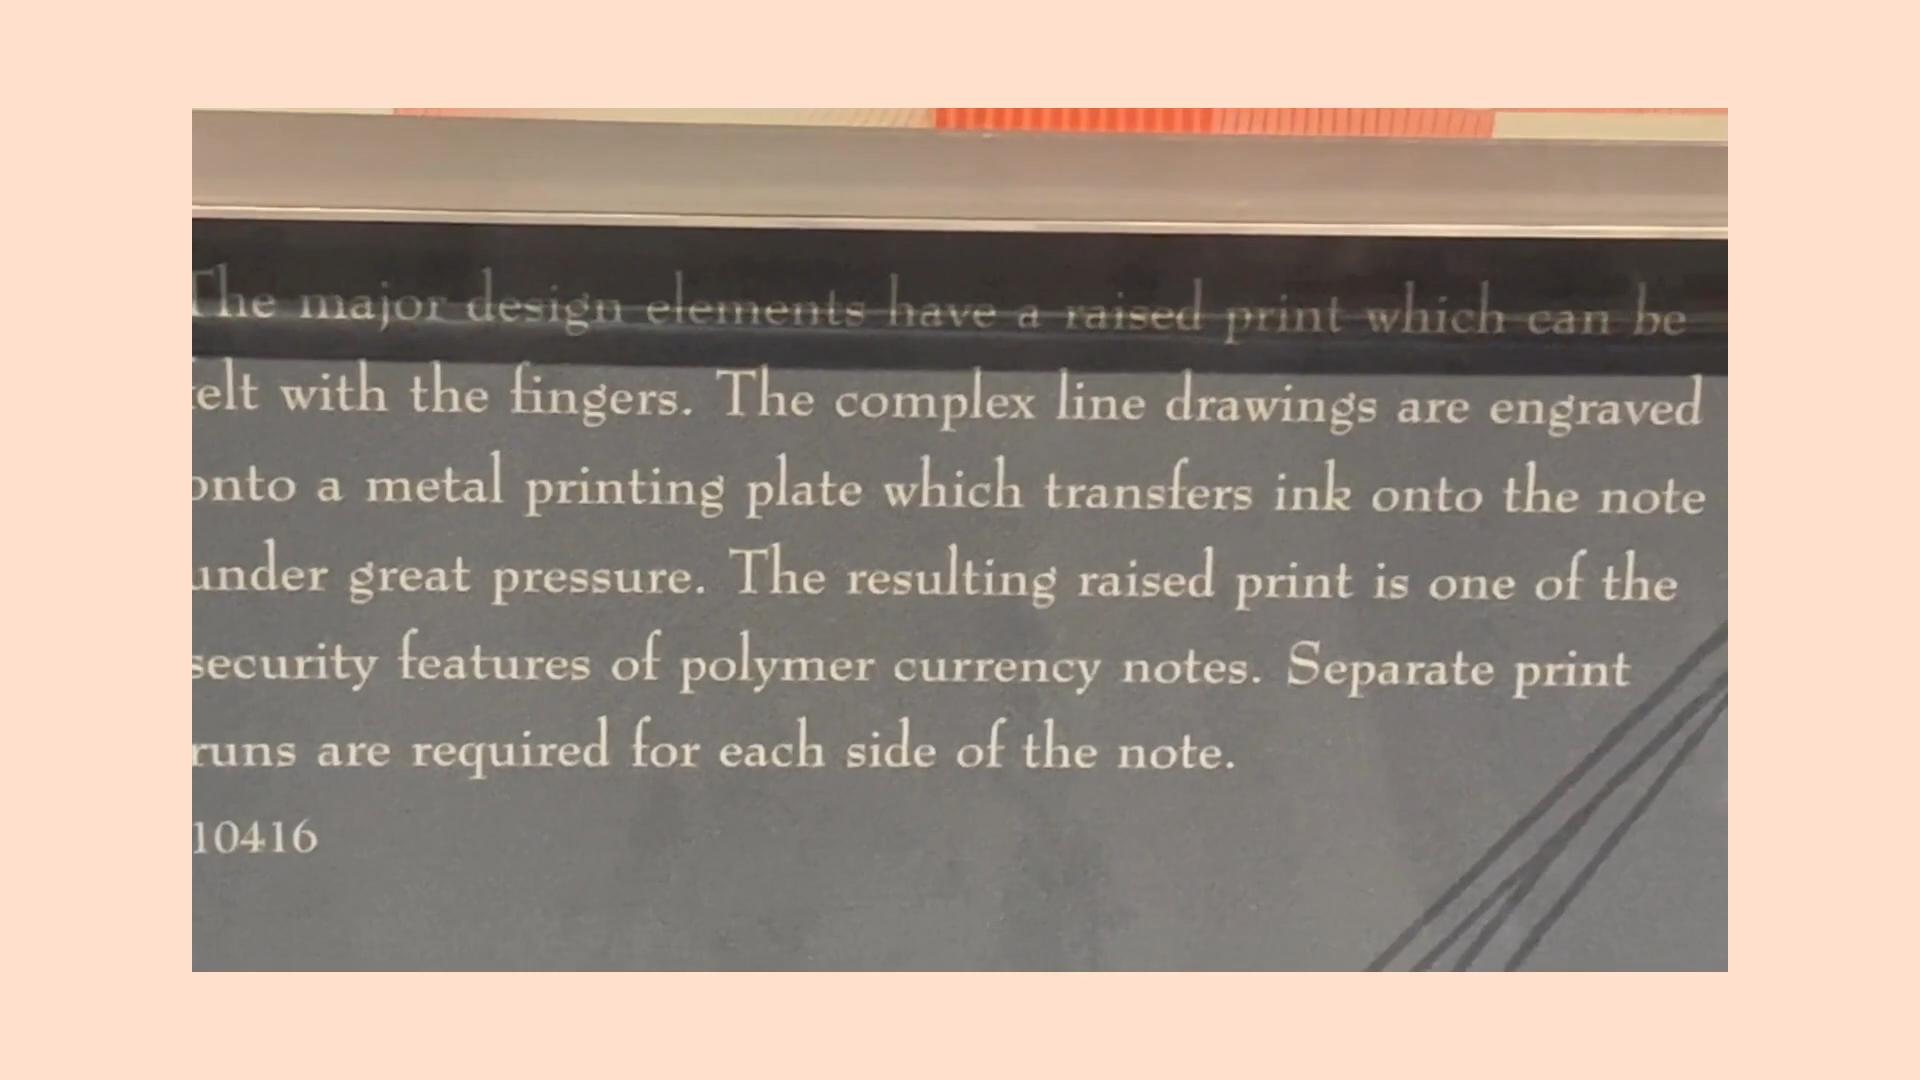 The major design elements have a raised print which can be
felt with the fingers. The complex line drawings are engraved
onto a metal printing plate which transfers ink onto the note
under great pressure. The resulting raised print is one of the
security features of polymer currency notes. Separate print
runs are required for each side of the note.
10416